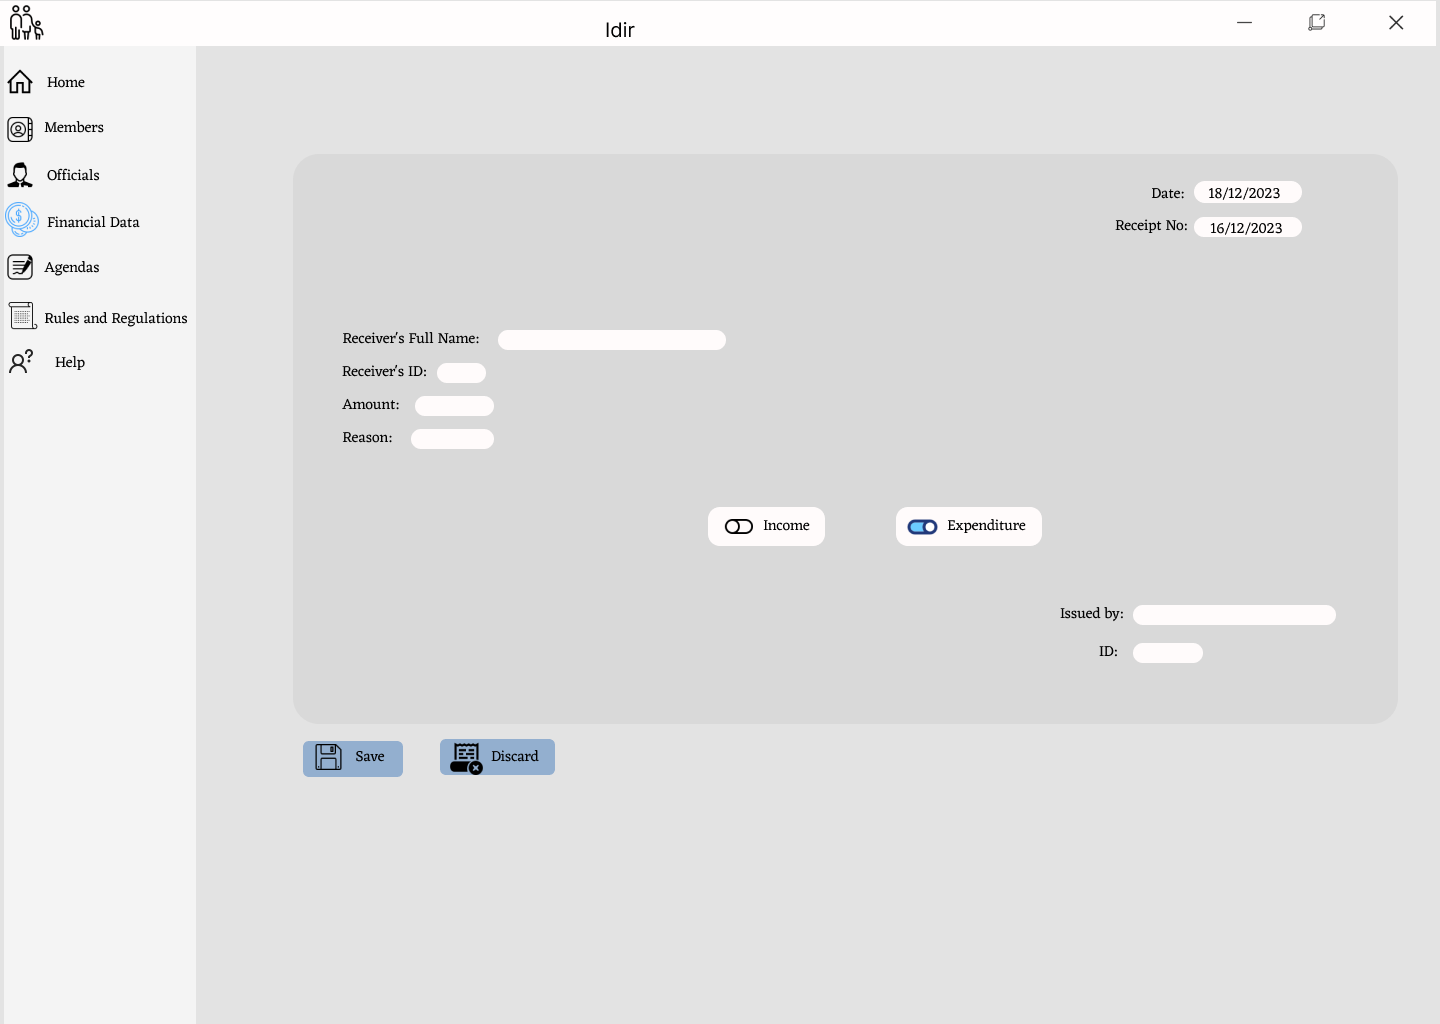 Idir
Home
Members
Officials
Financial Data
Agendas
Rules and Regulations
Help
Date: 18/12/2023
Receipt No: 16/12/2023
Receiver's Full Name:
Receiver's ID:
Amount:
Reason:
Income Expenditure
Issued by:
ID:
Save Discard